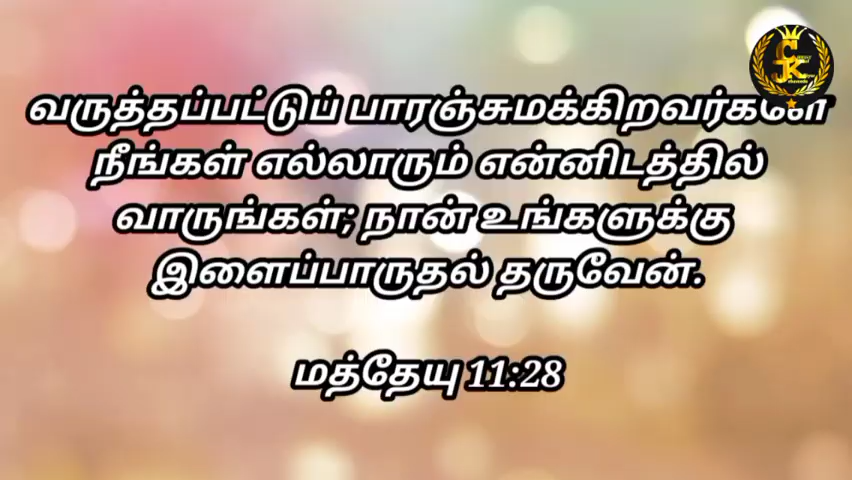 வருத்தப்பட்டுப் பாரஞ்சுமக்கிறவர்களே
நீங்கள் எல்லாரும் என்னிடத்தில்
வாருங்கள்; நான் உங்களுக்கு
இளைப்பாருதல் தருவேன்.
மத்தேயு 11:28